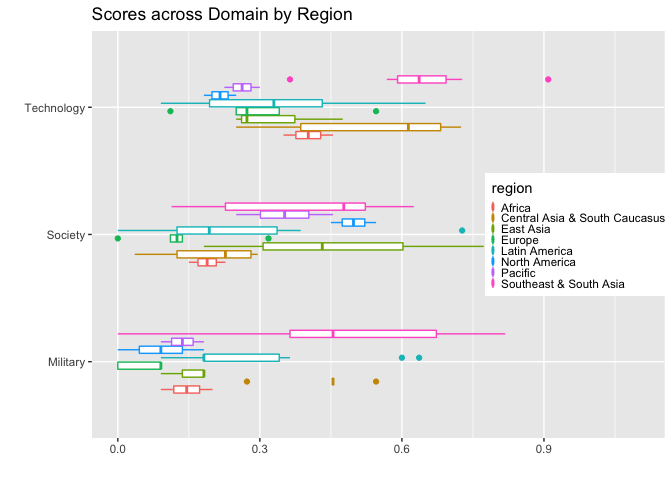 Scores across Domain by Region
Technology
Society
Military
region
Africa
Central Asia & South Caucasus
East Asia
Europe
Latin America
North America
Pacific
Southeast & South Asia
0.0 0.3 0.6 0.9